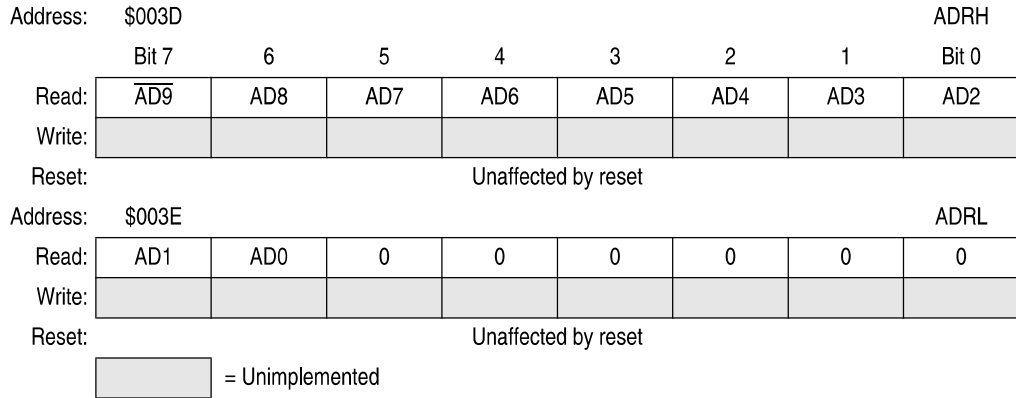 Address: $003D ADRH
Bit 7 6 5 4 3 2 1 Bit 0
Read: A̅D̅9̅ AD8 AD7 AD6 AD5 AD4 AD3 AD2
Write:
Reset: Unaffected by reset
Address: $003E ADRL
Read: AD1 AD0 0 0 0 0 0 0
Write:
Reset: Unaffected by reset
= Unimplemented